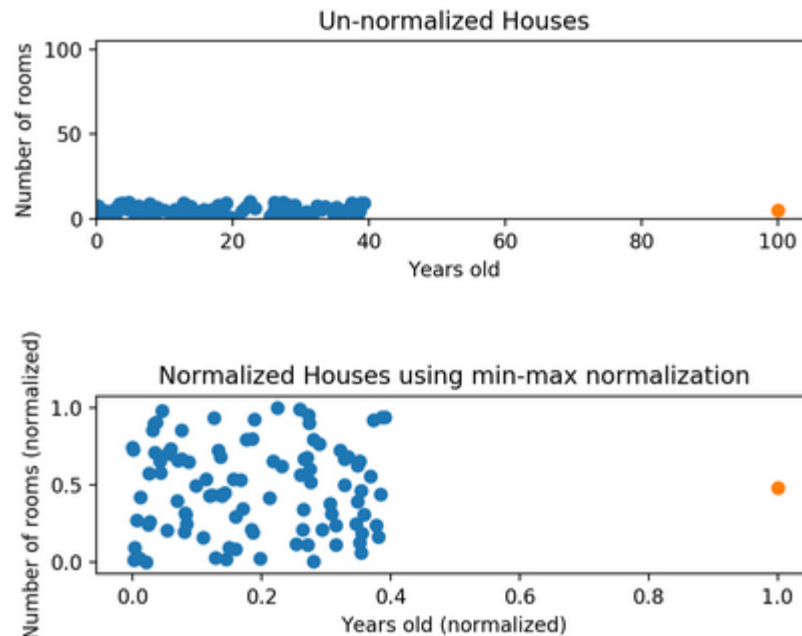 Un-normalized Houses
Number of rooms
100
50
0
0 20 40 60 80 100
Years old
Normalized Houses using min-max normalization
Number of rooms (normalized)
1.0
0.5
0.0
0.0 0.2 0.4 0.6 0.8 1.0
Years old (normalized)